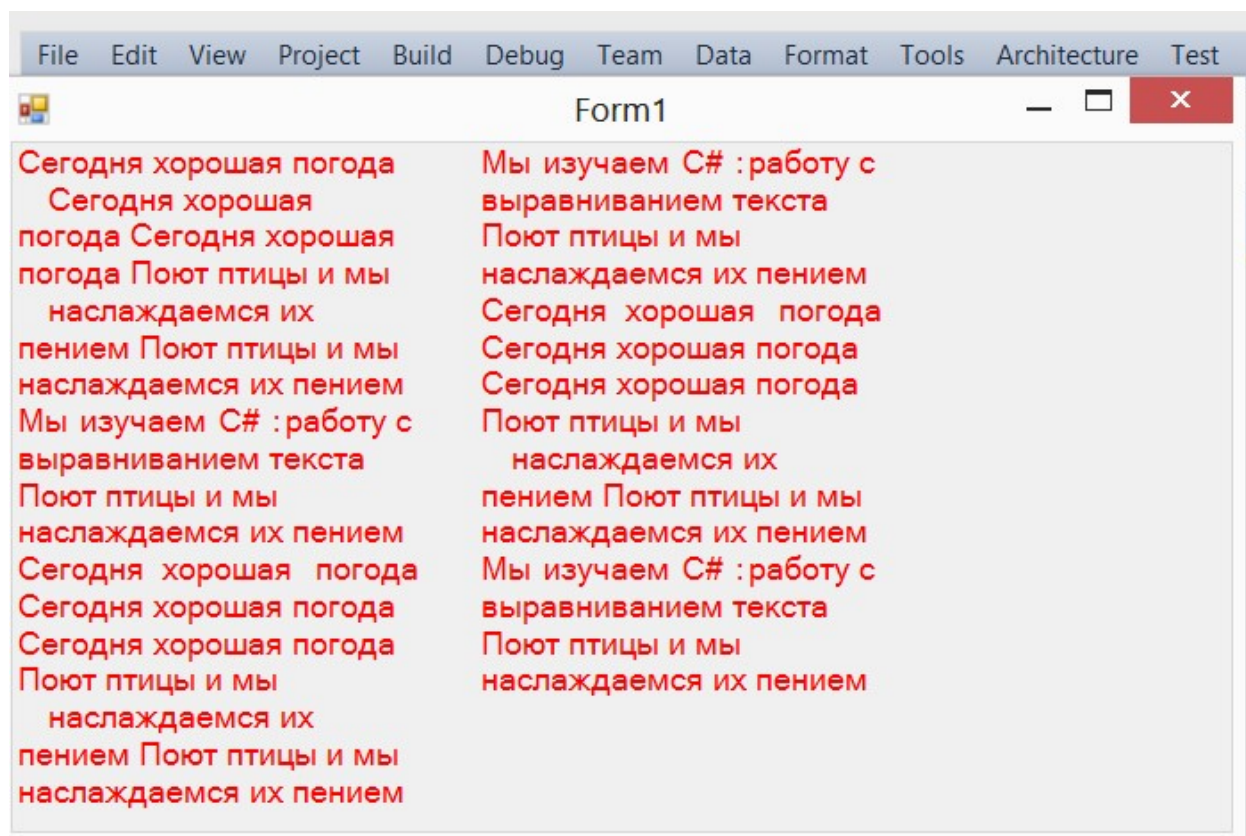 File Edit View Project Build Debug Team Data Format Tools Architecture Test
Form1
Сегодня хорошая погода
Сегодня хорошая
погода Сегодня хорошая
погода Поют птицы и мы
наслаждаемся их
пением Поют птицы и мы
наслаждаемся их пением
Мы изучаем C# :работу с
выравниванием текста
Поют птицы и мы
наслаждаемся их пением
Сегодня хорошая погода
Сегодня хорошая погода
Сегодня хорошая погода
Поют птицы и мы
наслаждаемся их
пением Поют птицы и мы
наслаждаемся их пением
Мы изучаем C# :работу с
выравниванием текста
Поют птицы и мы
наслаждаемся их пением
Сегодня хорошая погода
Сегодня хорошая погода
Сегодня хорошая погода
Поют птицы и мы
наслаждаемся их
пением Поют птицы и мы
наслаждаемся их пением
Мы изучаем C# :работу с
выравниванием текста
Поют птицы и мы
наслаждаемся их пением